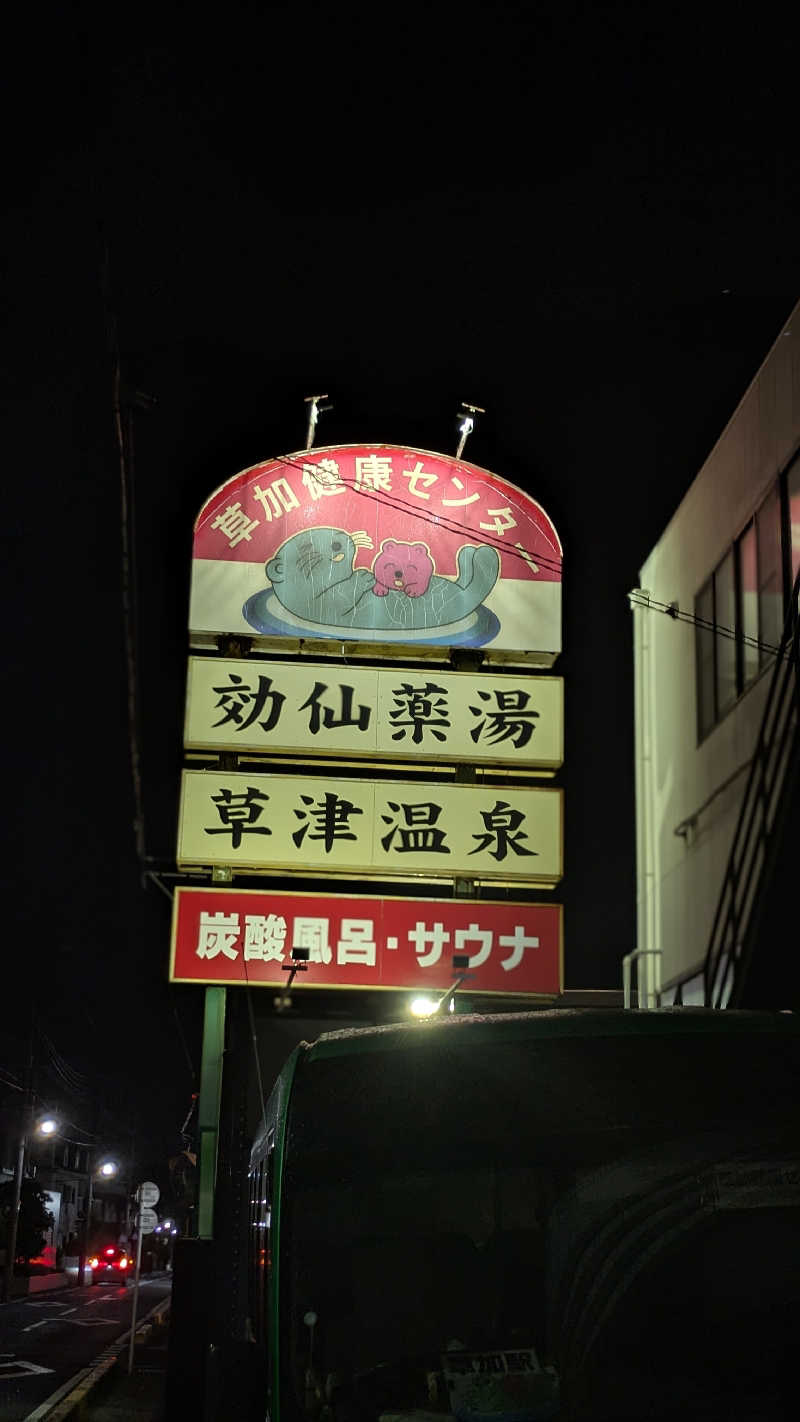 草加健康センター
効仙薬湯
草津温泉
炭酸風呂・サウナ
草加駅